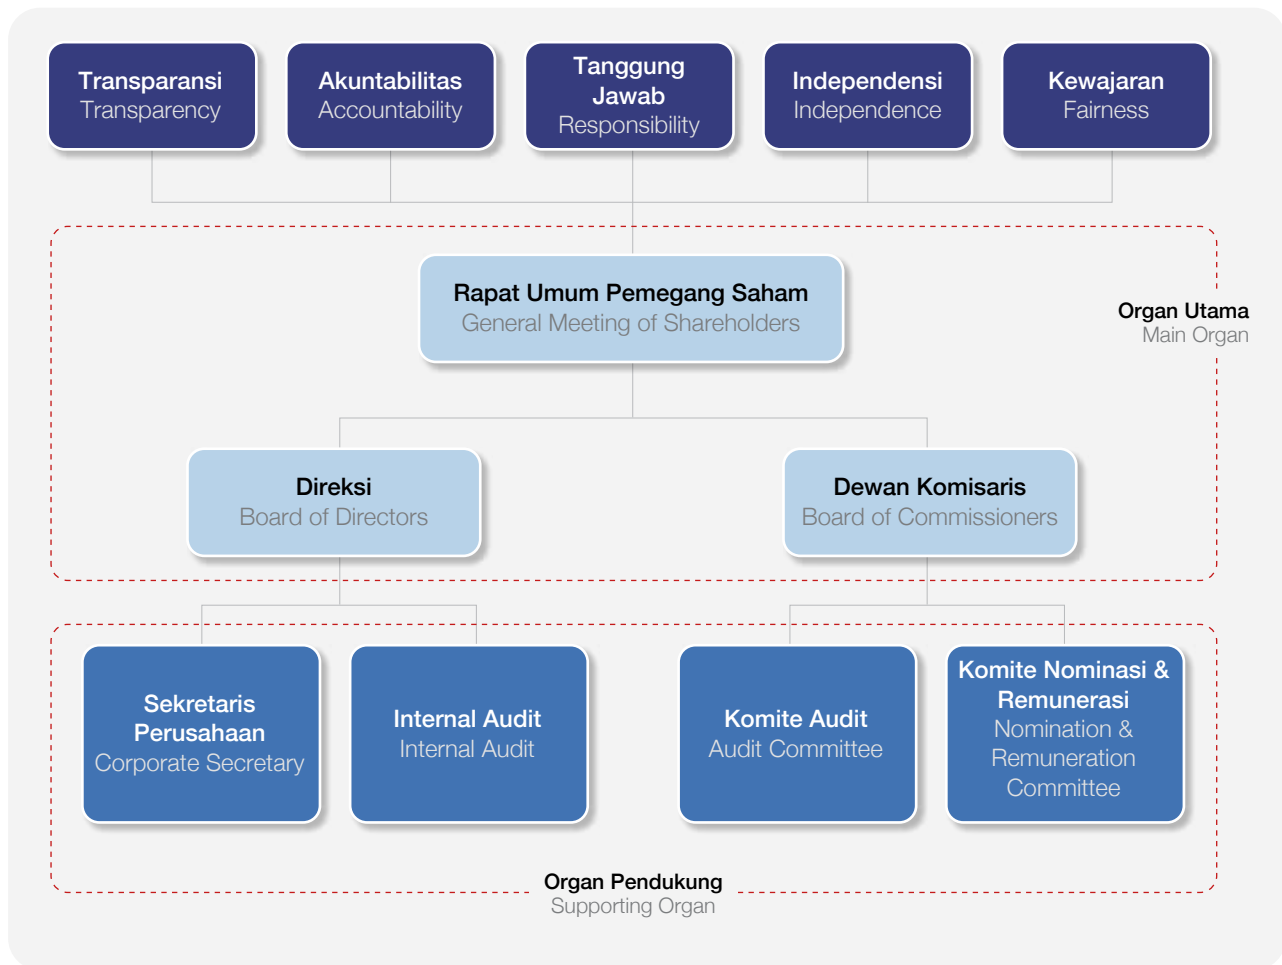 Transparansi
Transparency
Akuntabilitas
Accountability
Tanggung
Jawab
Responsibility
Independensi
Independence
Kewajaran
Fairness
Rapat Umum Pemegang Saham
General Meeting of Shareholders
Organ Utama
Main Organ
Direksi
Board of Directors
Dewan Komisaris
Board of Commissioners
Sekretaris
Perusahaan
Corporate Secretary
Internal Audit
Internal Audit
Komite Audit
Audit Committee
Komite Nominasi &
Remunerasi
Nomination &
Remuneration
Committee
Organ Pendukung
Supporting Organ